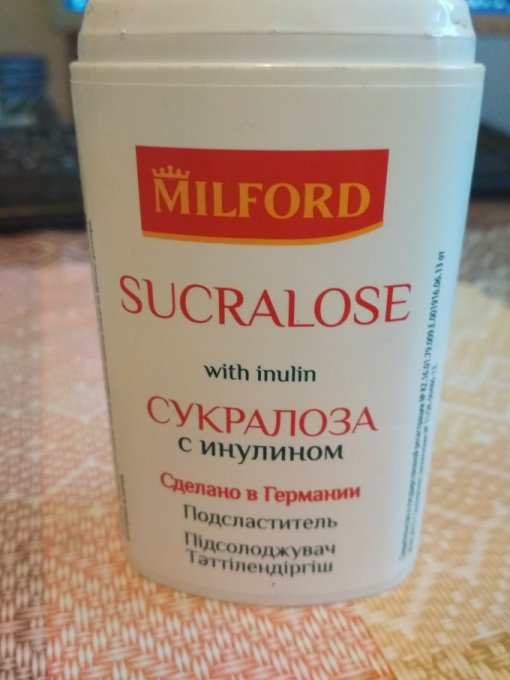 MILFORD
SUCRALOSE
with inulin
СУКРАЛОЗА
с инулином
Сделано в Германии
Подсластитель
Підсолоджувач
Тәттілендіргіш